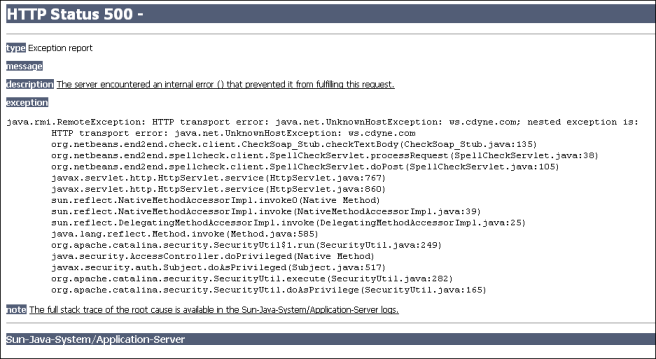 HTTP Status 500 -
type Exception report
message
description The server encountered an internal error () that prevented it from fulfilling this request.
exception
java.rmi.RemoteException: HTTP transport error: java.net.UnknownHostException: ws.cdyne.com; nested exception is:
HTTP transport error: java.net.UnknownHostException: ws.cdyne.com
org.netbeans.end2end.check.client.CheckSoap_Stub.checkTextBody(CheckSoap_Stub.java:135)
org.netbeans.end2end.spellcheck.client.SpellCheckServlet.processRequest(SpellCheckServlet.java:38)
org.netbeans.end2end.spellcheck.client.SpellCheckServlet.doPost(SpellCheckServlet.java:105)
javax.servlet.http.HttpServlet.service(HttpServlet.java:767)
javax.servlet.http.HttpServlet.service(HttpServlet.java:860)
sun.reflect.NativeMethodAccessorImpl.invoke0(Native Method)
sun.reflect.NativeMethodAccessorImpl.invoke(NativeMethodAccessorImpl.java:39)
sun.reflect.DelegatingMethodAccessorImpl.invoke(DelegatingMethodAccessorImpl.java:25)
java.lang.reflect.Method.invoke(Method.java:585)
org.apache.catalina.security.SecurityUtil$1.run(SecurityUtil.java:249)
java.security.AccessController.doPrivileged(Native Method)
javax.security.auth.Subject.doAsPrivileged(Subject.java:517)
org.apache.catalina.security.SecurityUtil.execute(SecurityUtil.java:282)
org.apache.catalina.security.SecurityUtil.doAsPrivilege(SecurityUtil.java:165)
note The full stack trace of the root cause is available in the Sun-Java-System/Application-Server logs.
Sun-Java-System/Application-Server